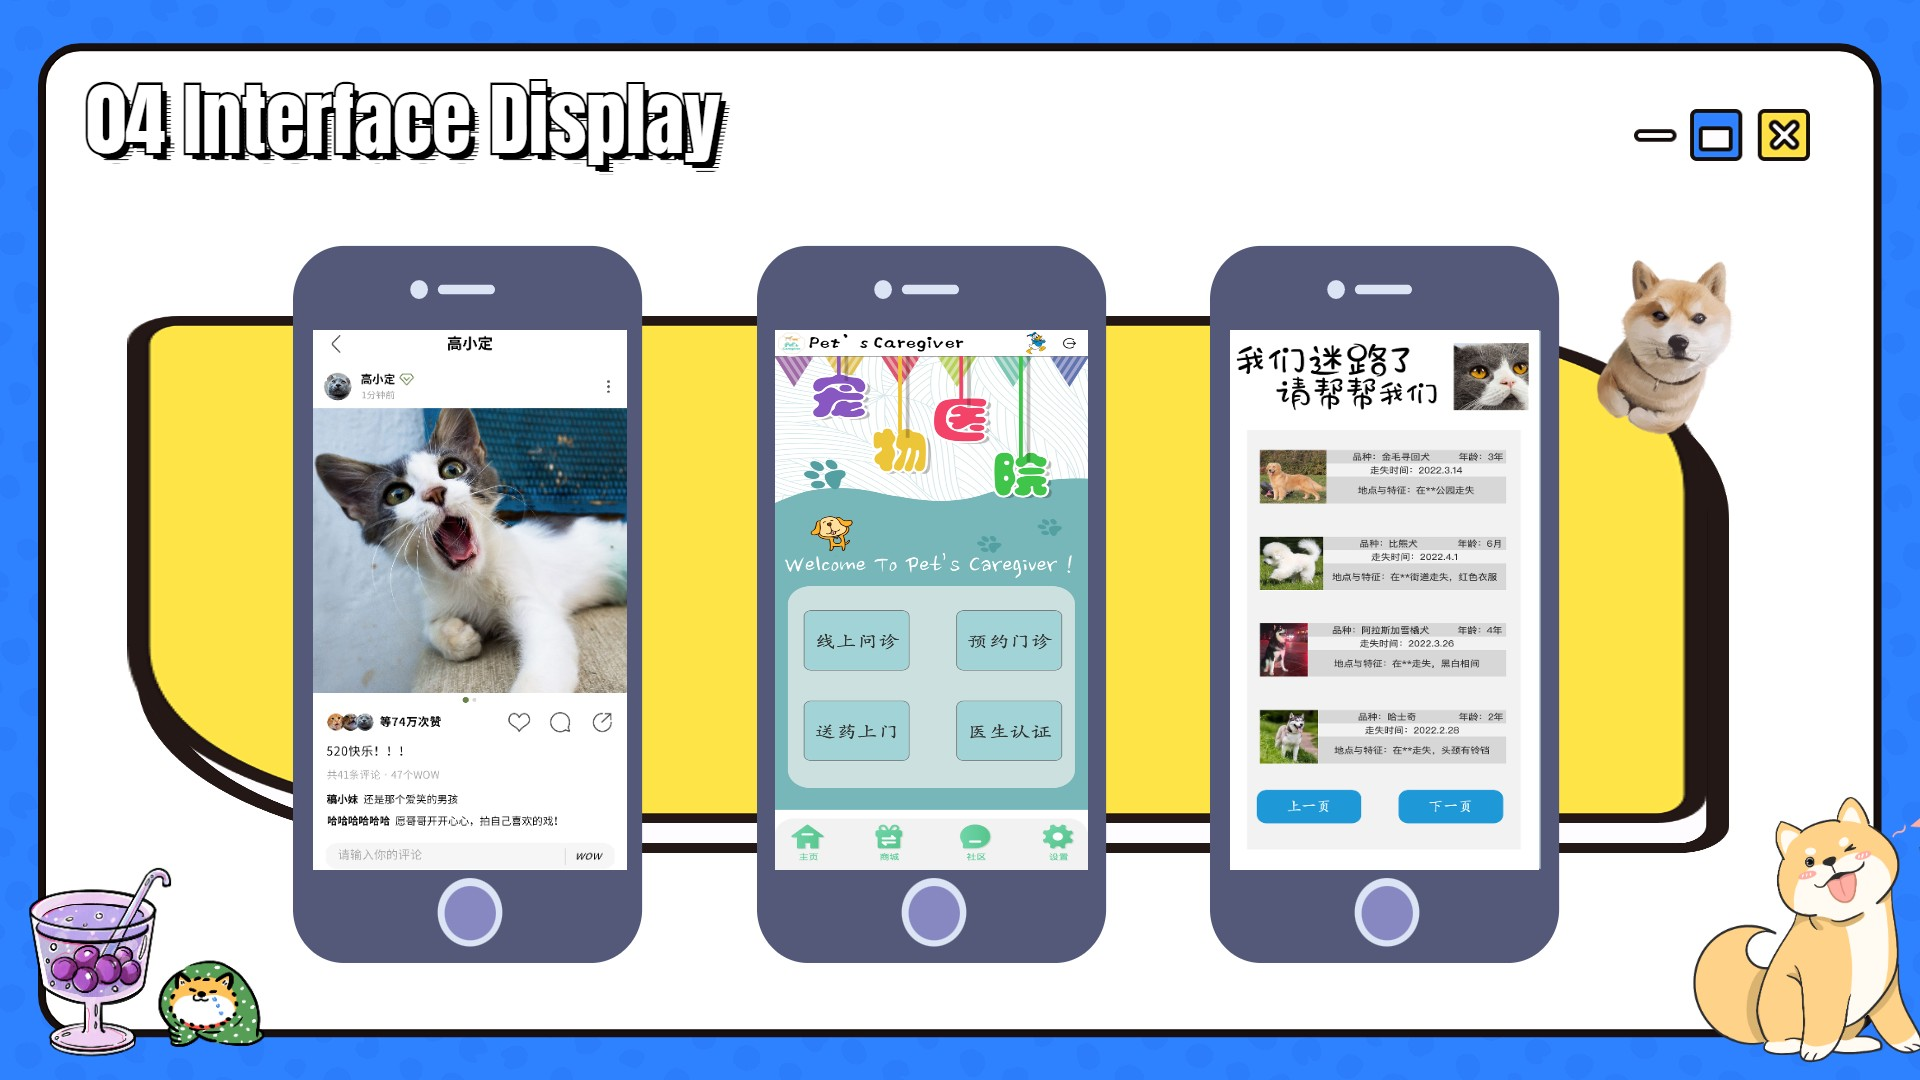 04 Interface Display
高小定
高小定
1分钟前
等74万次赞
520快乐！！！
共41条评论 · 47个WOW
稿小妹 还是那个爱笑的男孩
哈哈哈哈哈哈 愿哥哥开开心心，拍自己喜欢的戏！
请输入你的评论
WOW
Pet's Caregiver
宠物医院
Welcome To Pet's Caregiver !
线上问诊 预约门诊
送药上门 医生认证
主页 商城 社区 设置
我们迷路了
请帮帮我们
品种：金毛寻回犬 年龄：3年
走失时间：2022.3.14
地点与特征：在**公园走失
品种：比熊犬 年龄：6月
走失时间：2022.4.1
地点与特征：在**街道走失，红色衣服
品种：阿拉斯加雪橇犬 年龄：4年
走失时间：2022.3.26
地点与特征：在**走失，黑白相间
品种：哈士奇 年龄：2年
走失时间：2022.2.28
地点与特征：在**走失，头颈有铃铛
上一页 下一页